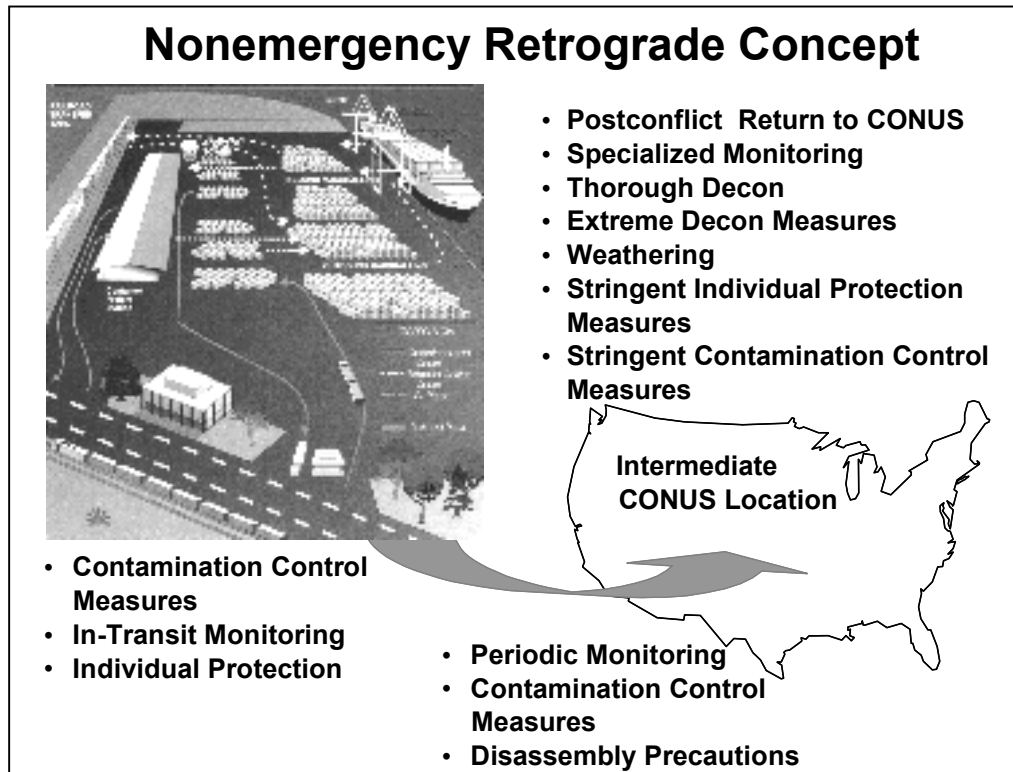 Nonemergency Retrograde Concept
• Postconflict Return to CONUS
• Specialized Monitoring
• Thorough Decon
• Extreme Decon Measures
• Weathering
• Stringent Individual Protection
Measures
• Stringent Contamination Control
Measures
Intermediate
CONUS Location
• Contamination Control
Measures
• In-Transit Monitoring
• Individual Protection
• Periodic Monitoring
• Contamination Control
Measures
• Disassembly Precautions